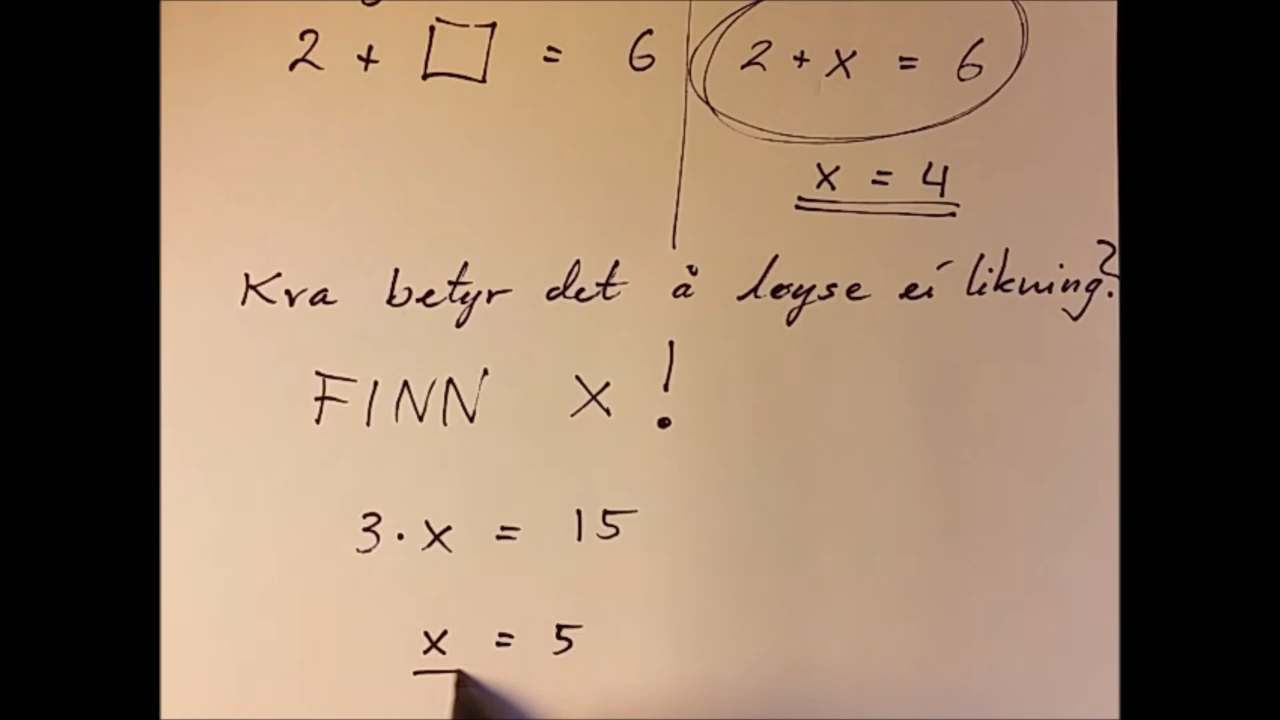 2 + □ = 6
2 + x = 6
x = 4
Kva betyr det å løyse ei likning?
FINN X !
3 · x = 15
x = 5